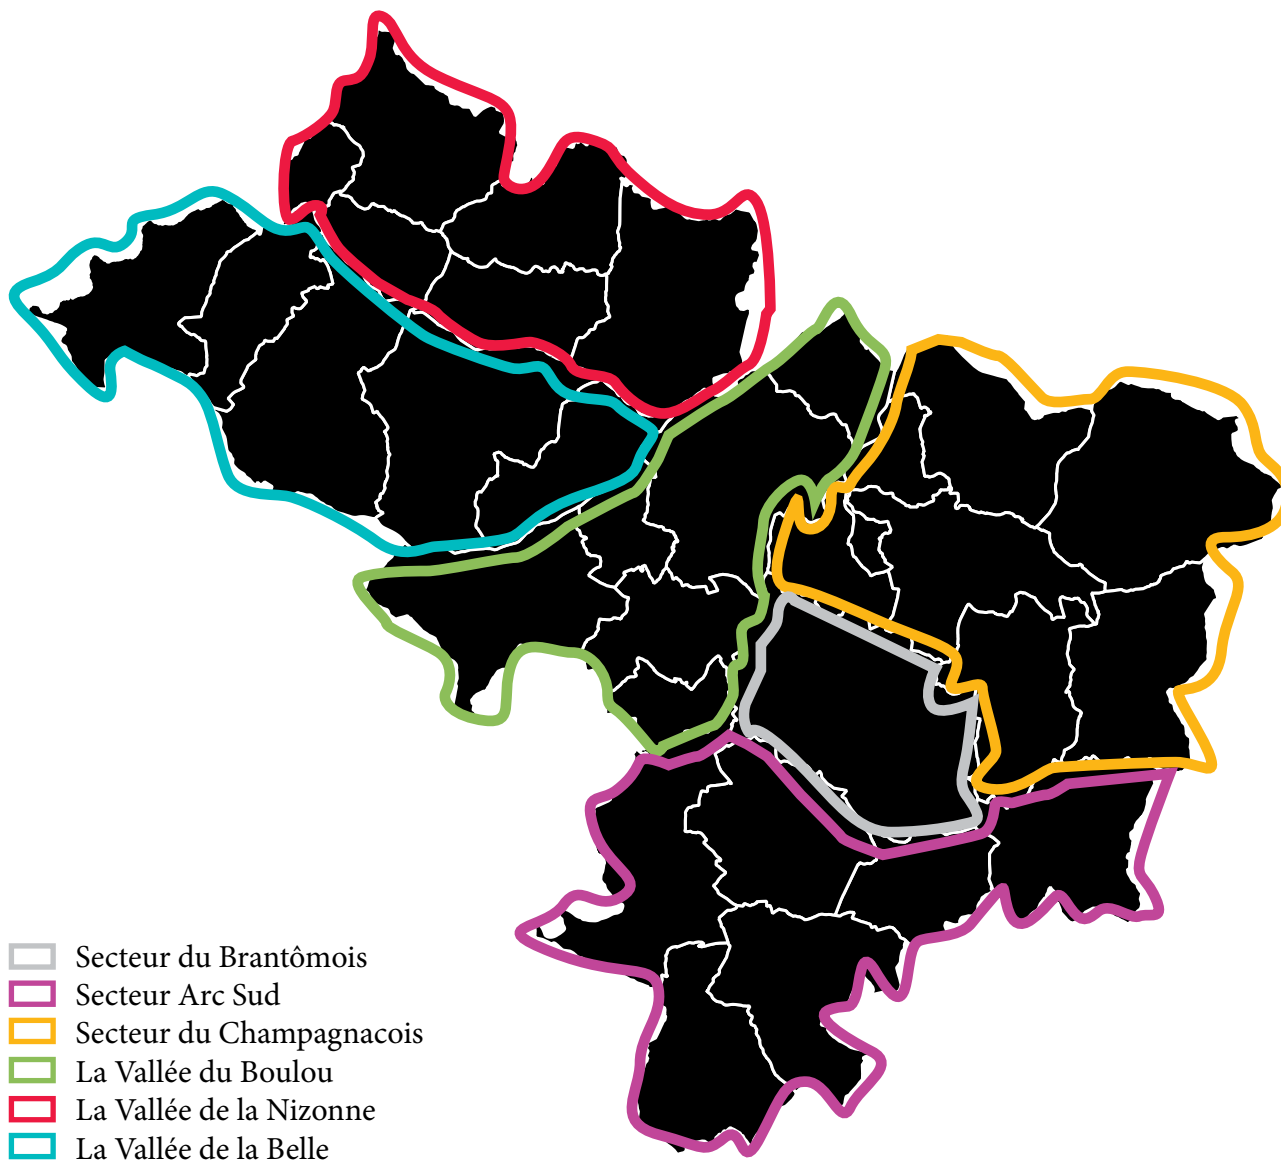 Secteur du Brantômois
Secteur Arc Sud
Secteur du Champagnacois
La Vallée du Boulou
La Vallée de la Nizonne
La Vallée de la Belle